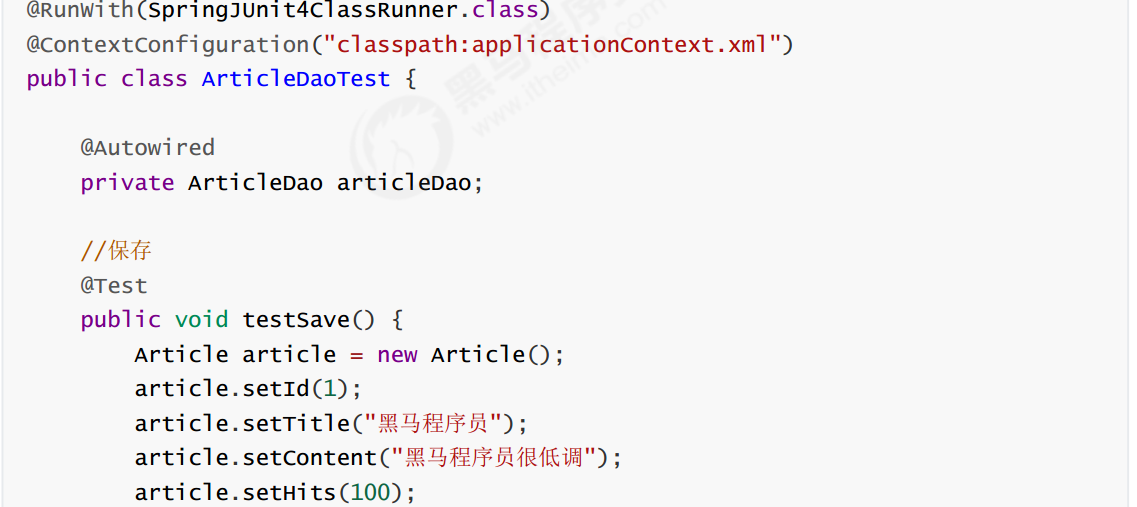 @RunWith(SpringJUnit4ClassRunner.class)
@ContextConfiguration("classpath:applicationContext.xml")
public class ArticleDaoTest {
@Autowired
private ArticleDao articleDao;
//保存
@Test
public void testSave() {
Article article = new Article();
article.setId(1);
article.setTitle("黑马程序员");
article.setContent("黑马程序员很低调");
article.setHits(100);